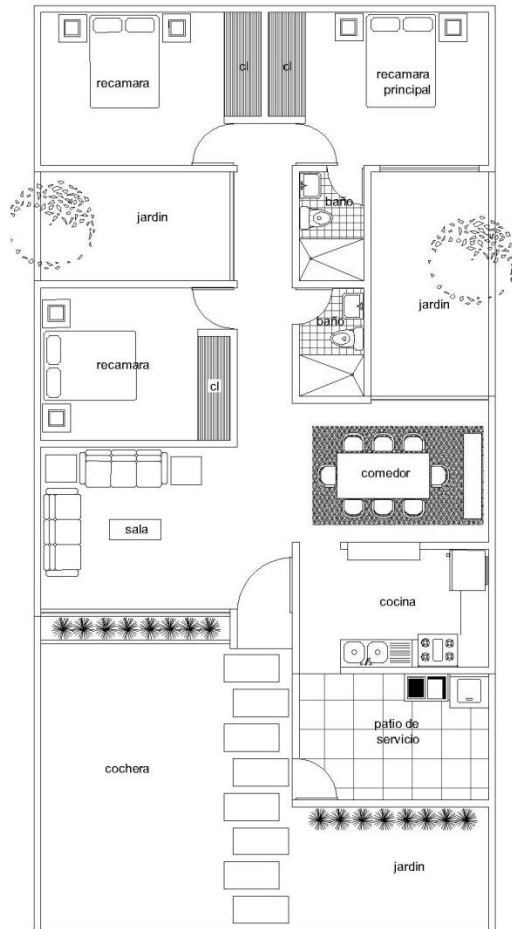 recamara
cl
cl
recamara
principal
jardin
baño
jardin
baño
recamara
cl
comedor
sala
cocina
patio de
servicio
cochera
jardin